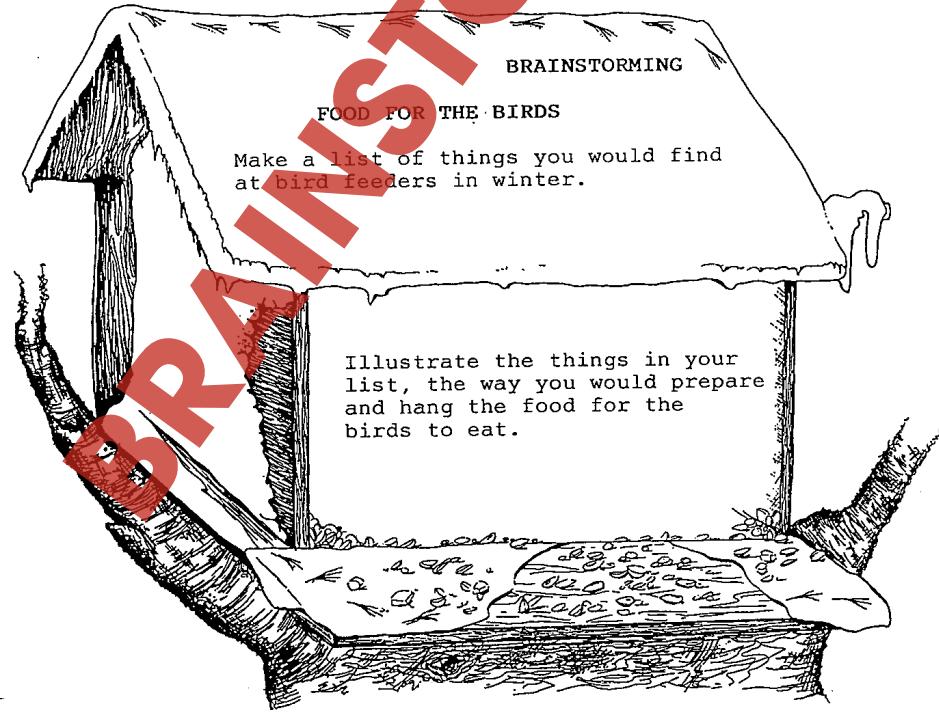 BRAINSTORMING
FOOD FOR THE BIRDS
Make a list of things you would find
at bird feeders in winter.
Illustrate the things in your
list, the way you would prepare
and hang the food for the
birds to eat.
BRAINSTO